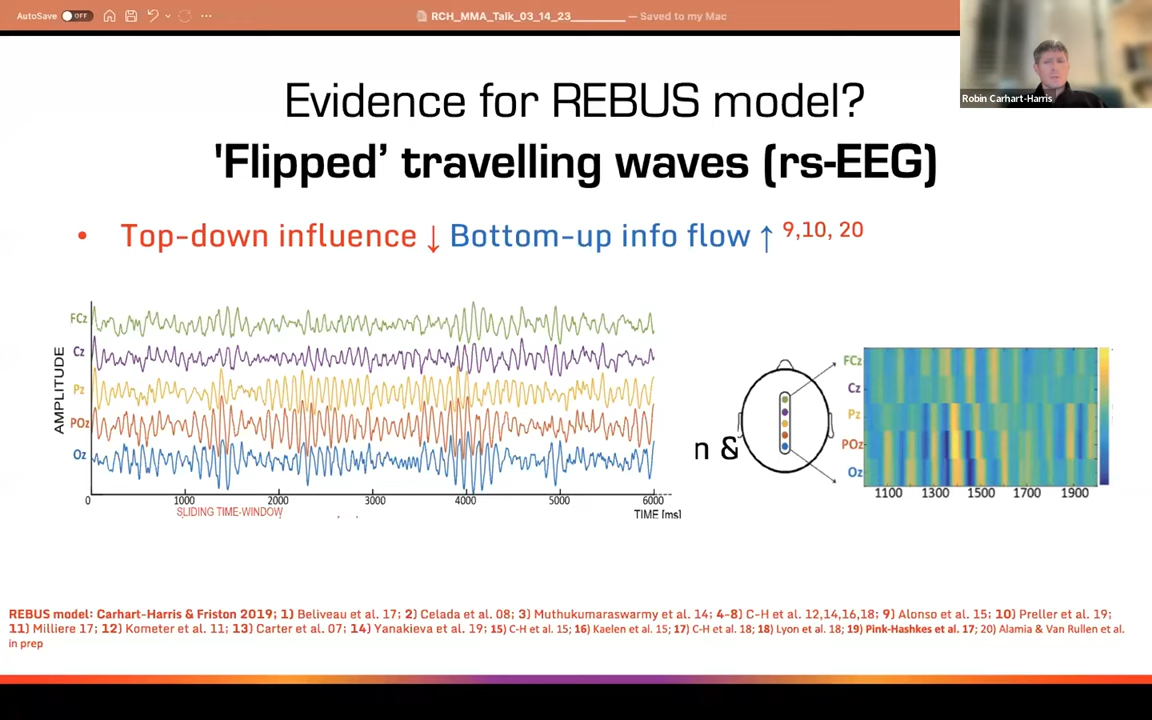 AutoSave OFF
RCH_MMA_Talk_03_14_23_________ — Saved to my Mac
Robin Carhart-Harris
Evidence for REBUS model?
'Flipped’ travelling waves (rs-EEG)
• Top-down influence ↓ Bottom-up info flow ↑ 9,10, 20
AMPLITUDE
FCz
Cz
Pz
POz
Oz
0 1000 2000 3000 4000 5000 6000
SLIDING TIME-WINDOW
TIME [ms]
n &
FCz
Cz
Pz
POz
Oz
1100 1300 1500 1700 1900
REBUS model: Carhart-Harris & Friston 2019; 1) Beliveau et al. 17; 2) Celada et al. 08; 3) Muthukumaraswarmy et al. 14; 4-8) C-H et al. 12,14,16,18; 9) Alonso et al. 15; 10) Preller et al. 19;
11) Milliere 17; 12) Kometer et al. 11; 13) Carter et al. 07; 14) Yanakieva et al. 19; 15) C-H et al. 15; 16) Kaelen et al. 15; 17) C-H et al. 18; 18) Lyon et al. 18; 19) Pink-Hashkes et al. 17; 20) Alamia & Van Rullen et al.
in prep